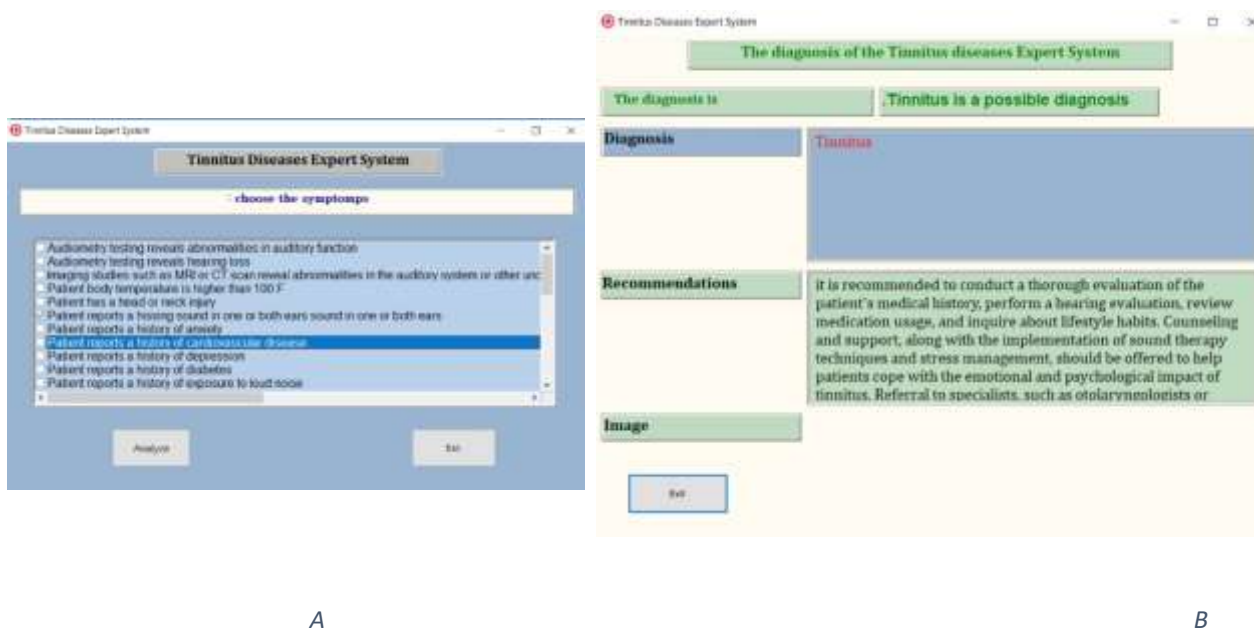 Tinnitus Diseases Expert System
Tinnitus Diseases Expert System
: choose the symptomps
Audiometry testing reveals abnormalities in auditory function
Audiometry testing reveals hearing loss
Imaging studies such as MRI or CT scan reveal abnormalities in the auditory system or other unc
Patient body temperature is higher than 100 F
Patient has a head or neck injury
Patient reports a hissing sound in one or both ears sound in one or both ears
Patient reports a history of anxiety
Patient reports a history of cardiovascular disease
Patient reports a history of depression
Patient reports a history of diabetes
Patient reports a history of exposure to loud noise
Analyze
Exit
A
Tinnitus Diseases Expert System
The diagnosis of the Tinnitus diseases Expert System
The diagnosis is
.Tinnitus is a possible diagnosis
Diagnosis
Tinnitus
Recommendations
it is recommended to conduct a thorough evaluation of the
patient's medical history, perform a hearing evaluation, review
medication usage, and inquire about lifestyle habits. Counseling
and support, along with the implementation of sound therapy
techniques and stress management, should be offered to help
patients cope with the emotional and psychological impact of
tinnitus. Referral to specialists, such as otolaryngologists or
Image
Exit
B